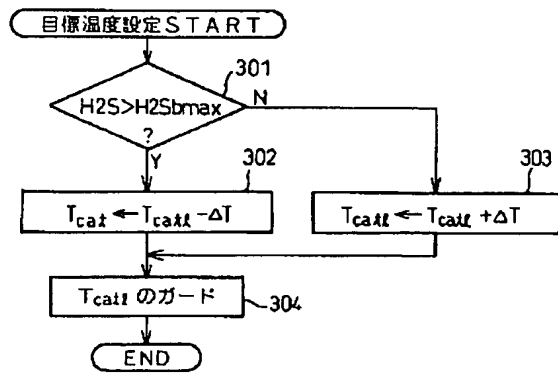 目標温度設定START
301
H2S>H2Sbmax
?
N
Y
302
Tcat ← Tcatl −ΔT
303
Tcatl ← Tcatl +ΔT
Tcatl のガード
304
END